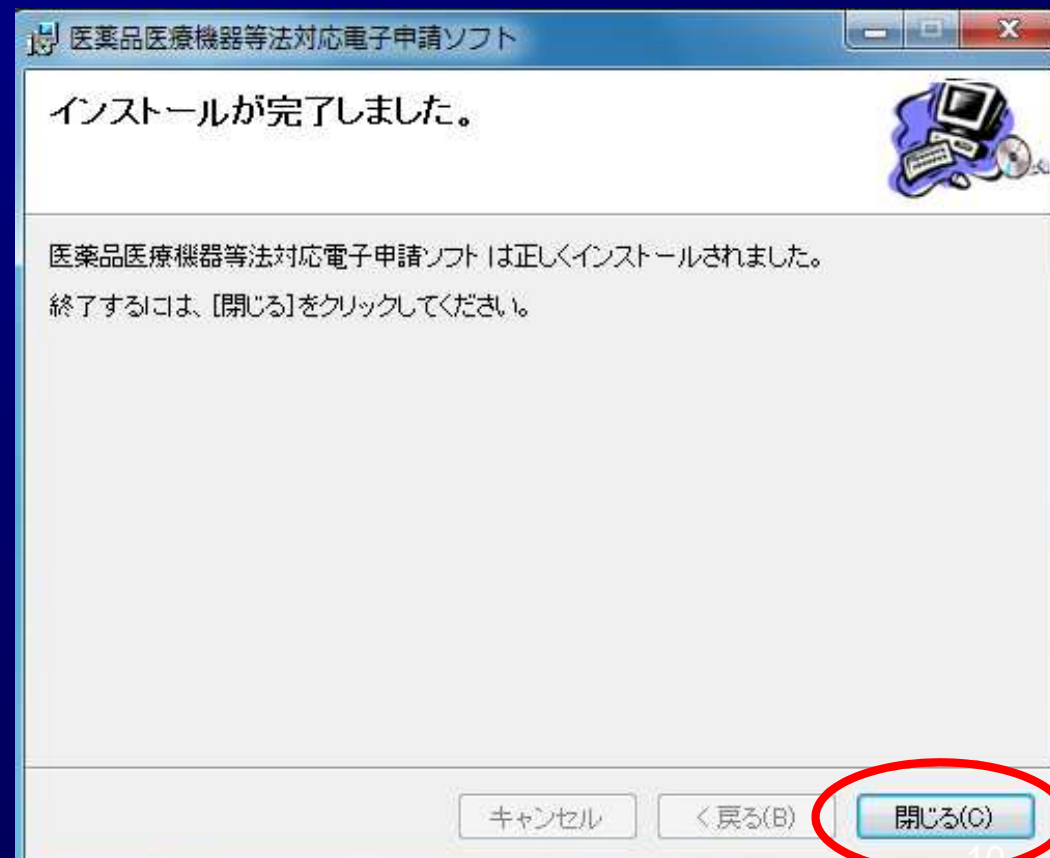 医薬品医療機器等法対応電子申請ソフト
インストールが完了しました。
医薬品医療機器等法対応電子申請ソフト は正しくインストールされました。
終了するには、[閉じる]をクリックしてください。
キャンセル
< 戻る(B)
閉じる(C)
10